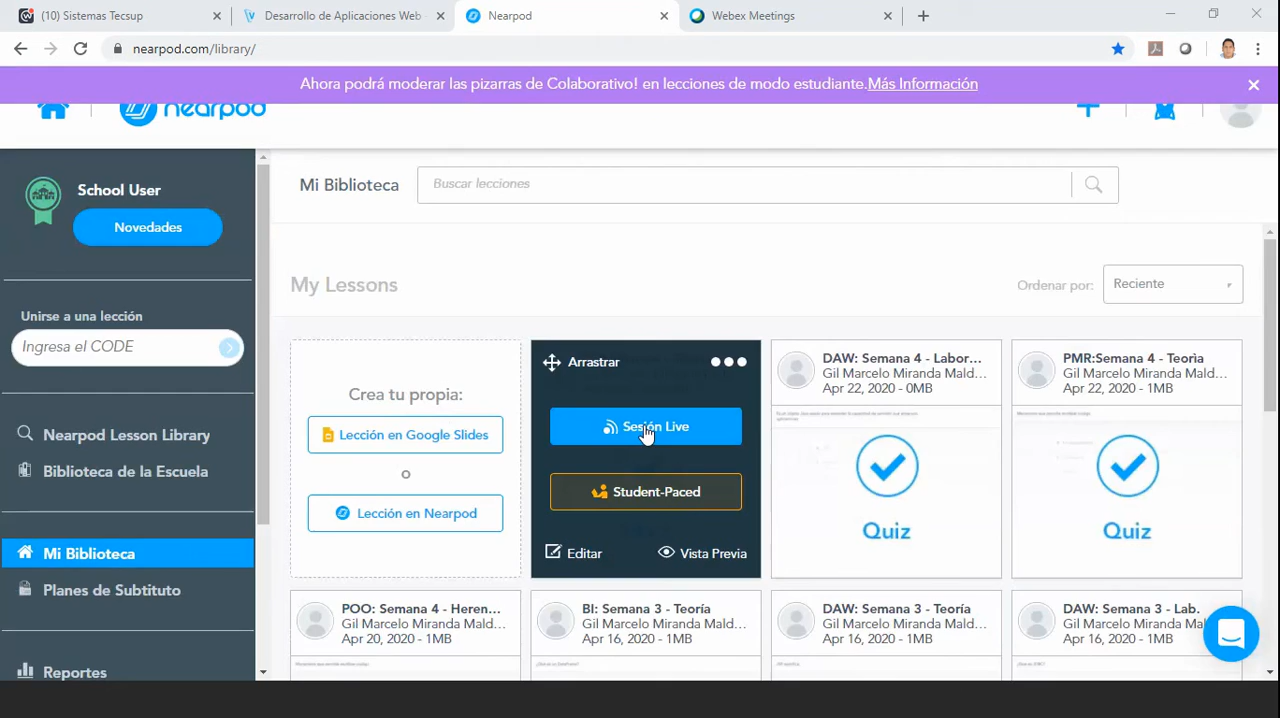 (10) Sistemas Tecsup
Desarrollo de Aplicaciones Web -
Nearpod
Webex Meetings
nearpod.com/library/
Ahora podrá moderar las pizarras de Colaborativo! en lecciones de modo estudiante.Más Información
nearpod
School User
Novedades
Unirse a una lección
Ingresa el CODE
Nearpod Lesson Library
Biblioteca de la Escuela
Mi Biblioteca
Planes de Subtituto
Reportes
Mi Biblioteca
Buscar lecciones
My Lessons
Ordenar por:
Reciente
Crea tu propia:
Lección en Google Slides
o
Lección en Nearpod
Arrastrar
Sesión Live
Student-Paced
Editar
Vista Previa
DAW: Semana 4 - Labor...
Gil Marcelo Miranda Mald...
Apr 22, 2020 - 0MB
Quiz
PMR:Semana 4 - Teorìa
Gil Marcelo Miranda Mald...
Apr 22, 2020 - 1MB
Quiz
POO: Semana 4 - Heren...
Gil Marcelo Miranda Mald...
Apr 20, 2020 - 1MB
BI: Semana 3 - Teoría
Gil Marcelo Miranda Mald...
Apr 16, 2020 - 1MB
DAW: Semana 3 - Teoría
Gil Marcelo Miranda Mald...
Apr 16, 2020 - 1MB
DAW: Semana 3 - Lab.
Gil Marcelo Miranda Mald...
Apr 16, 2020 - 1MB